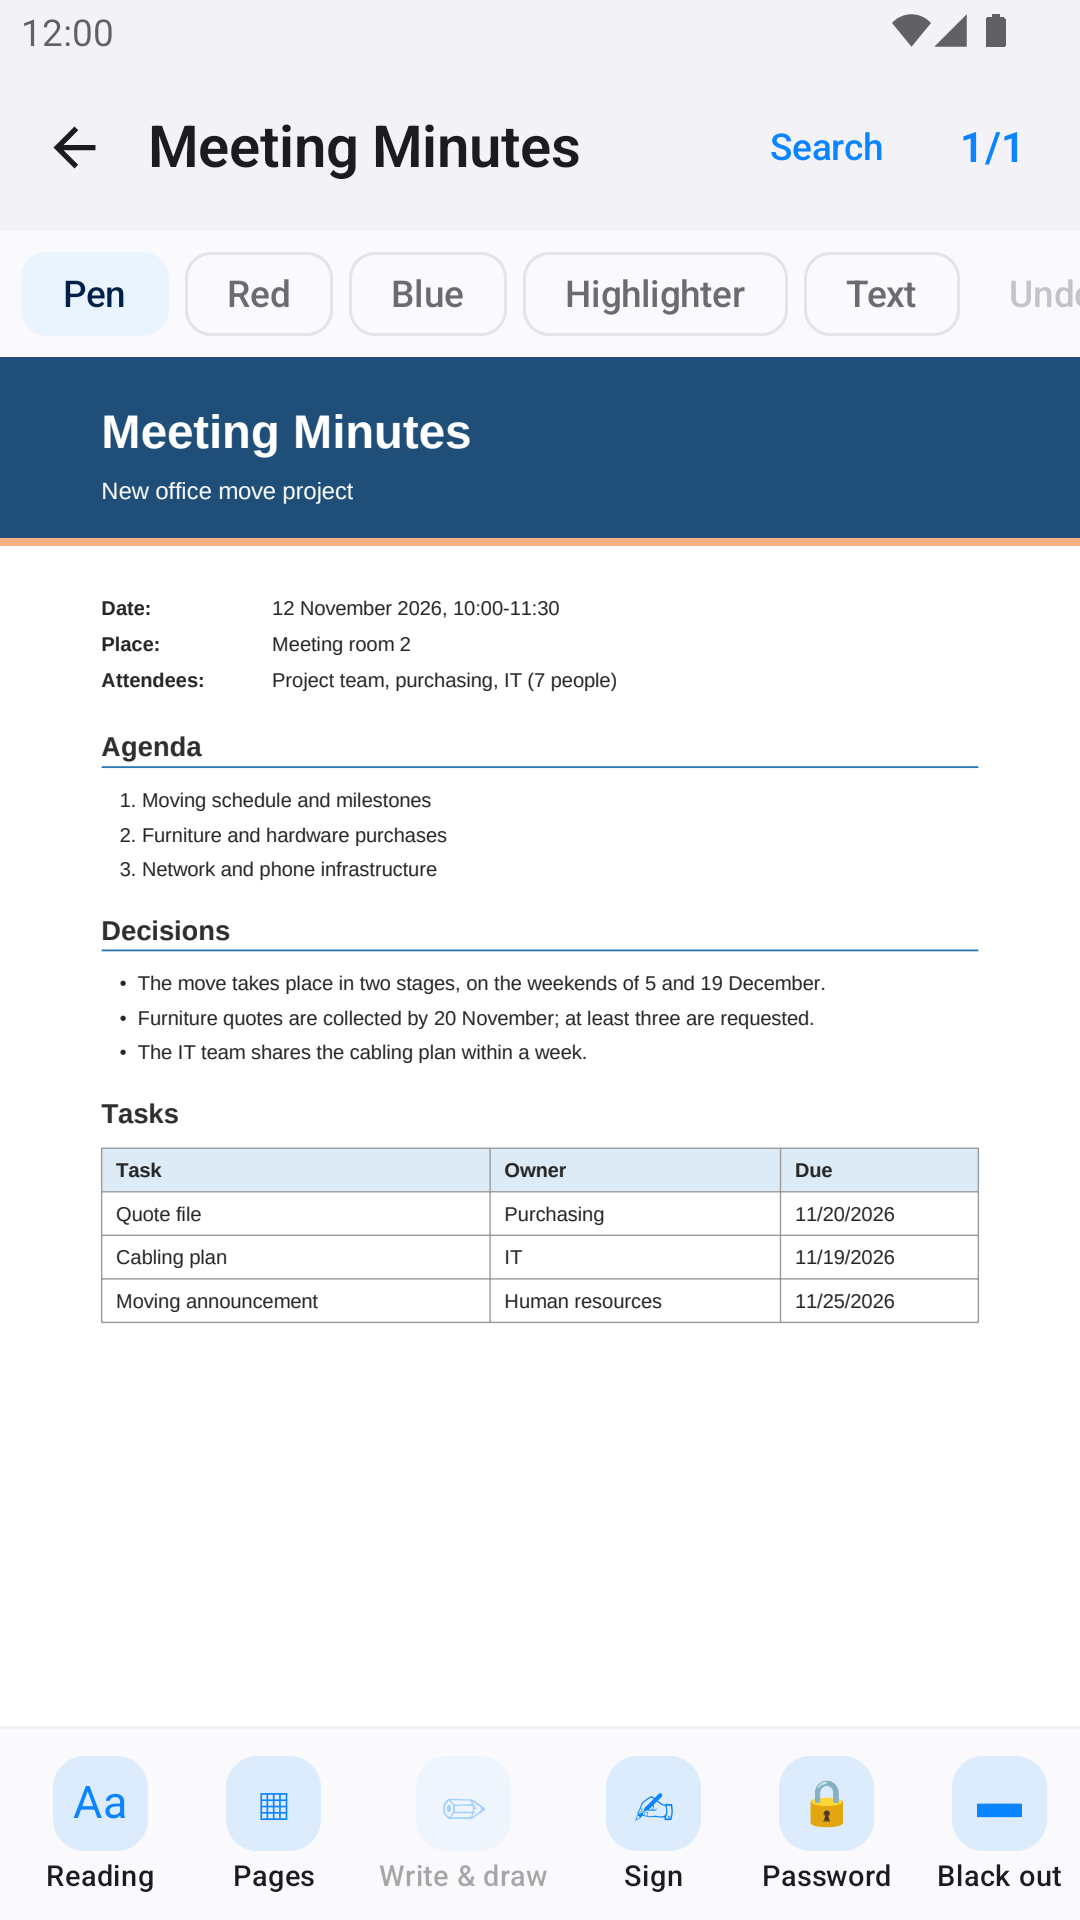 12:00
Meeting Minutes Search 1/1
Pen Red Blue Highlighter Text
Meeting Minutes
New office move project
Date: 12 November 2026, 10:00-11:30
Place: Meeting room 2
Attendees: Project team, purchasing, IT (7 people)
Agenda
1. Moving schedule and milestones
2. Furniture and hardware purchases
3. Network and phone infrastructure
Decisions
• The move takes place in two stages, on the weekends of 5 and 19 December.
• Furniture quotes are collected by 20 November; at least three are requested.
• The IT team shares the cabling plan within a week.
Tasks
Task Owner Due
Quote file Purchasing 11/20/2026
Cabling plan IT 11/19/2026
Moving announcement Human resources 11/25/2026
Aa
Reading Pages Write & draw Sign Password Black out